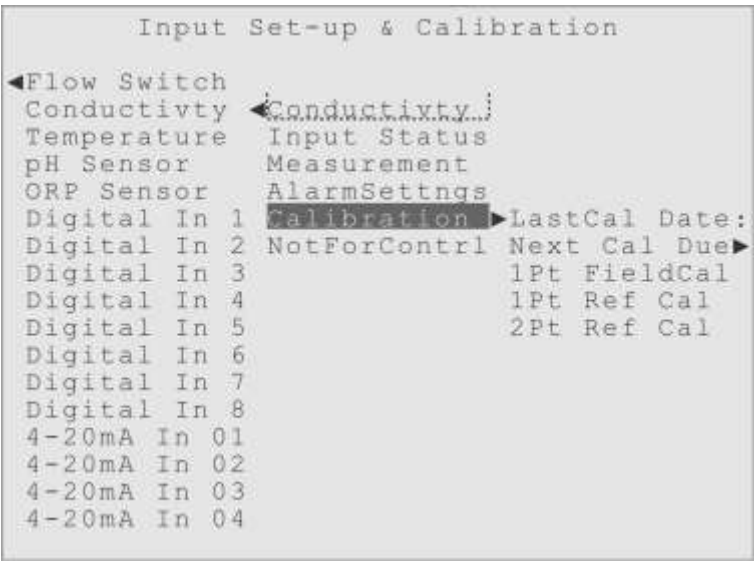 Input Set-up & Calibration
◄Flow Switch
Conductivty ◄Conductivty
Temperature Input Status
pH Sensor Measurement
ORP Sensor AlarmSettngs
Digital In 1 Calibration ►LastCal Date:
Digital In 2 NotForContrl Next Cal Due►
Digital In 3 1Pt FieldCal
Digital In 4 1Pt Ref Cal
Digital In 5 2Pt Ref Cal
Digital In 6
Digital In 7
Digital In 8
4-20mA In 01
4-20mA In 02
4-20mA In 03
4-20mA In 04